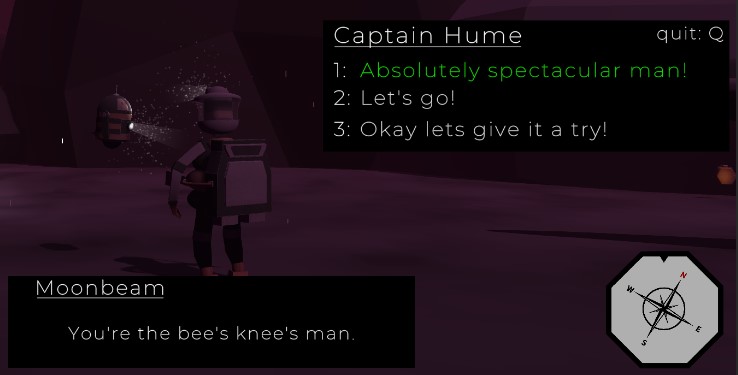 Captain Hume
quit: Q
1: Absolutely spectacular man!
2: Let's go!
3: Okay lets give it a try!
Moonbeam
You're the bee's knee's man.
N
W
E
S